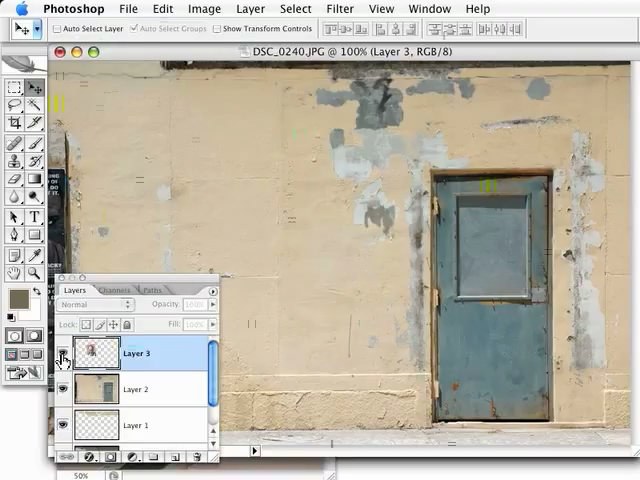 Photoshop File Edit Image Layer Select Filter View Window Help
Auto Select Layer Auto Select Groups Show Transform Controls
DSC_0240.JPG @ 100% (Layer 3, RGB/8)
Layers Channels Paths
Normal Opacity: 100%
Lock: Fill: 100%
Layer 3
Layer 2
Layer 1
50%